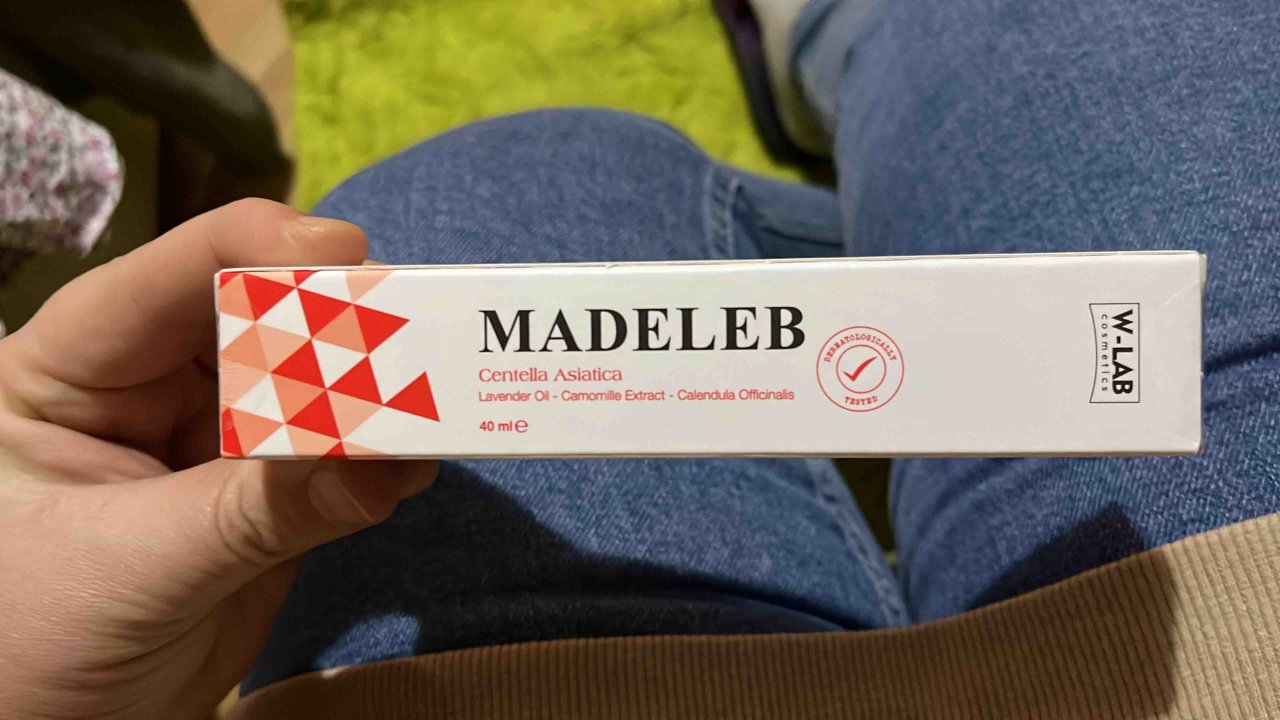 MADELEB
Centella Asiatica
Lavender Oil - Camomille Extract - Calendula Officinalis
40 ml ℮
DERMATOLOGICALLY
TESTED
W-LAB
cosmetics